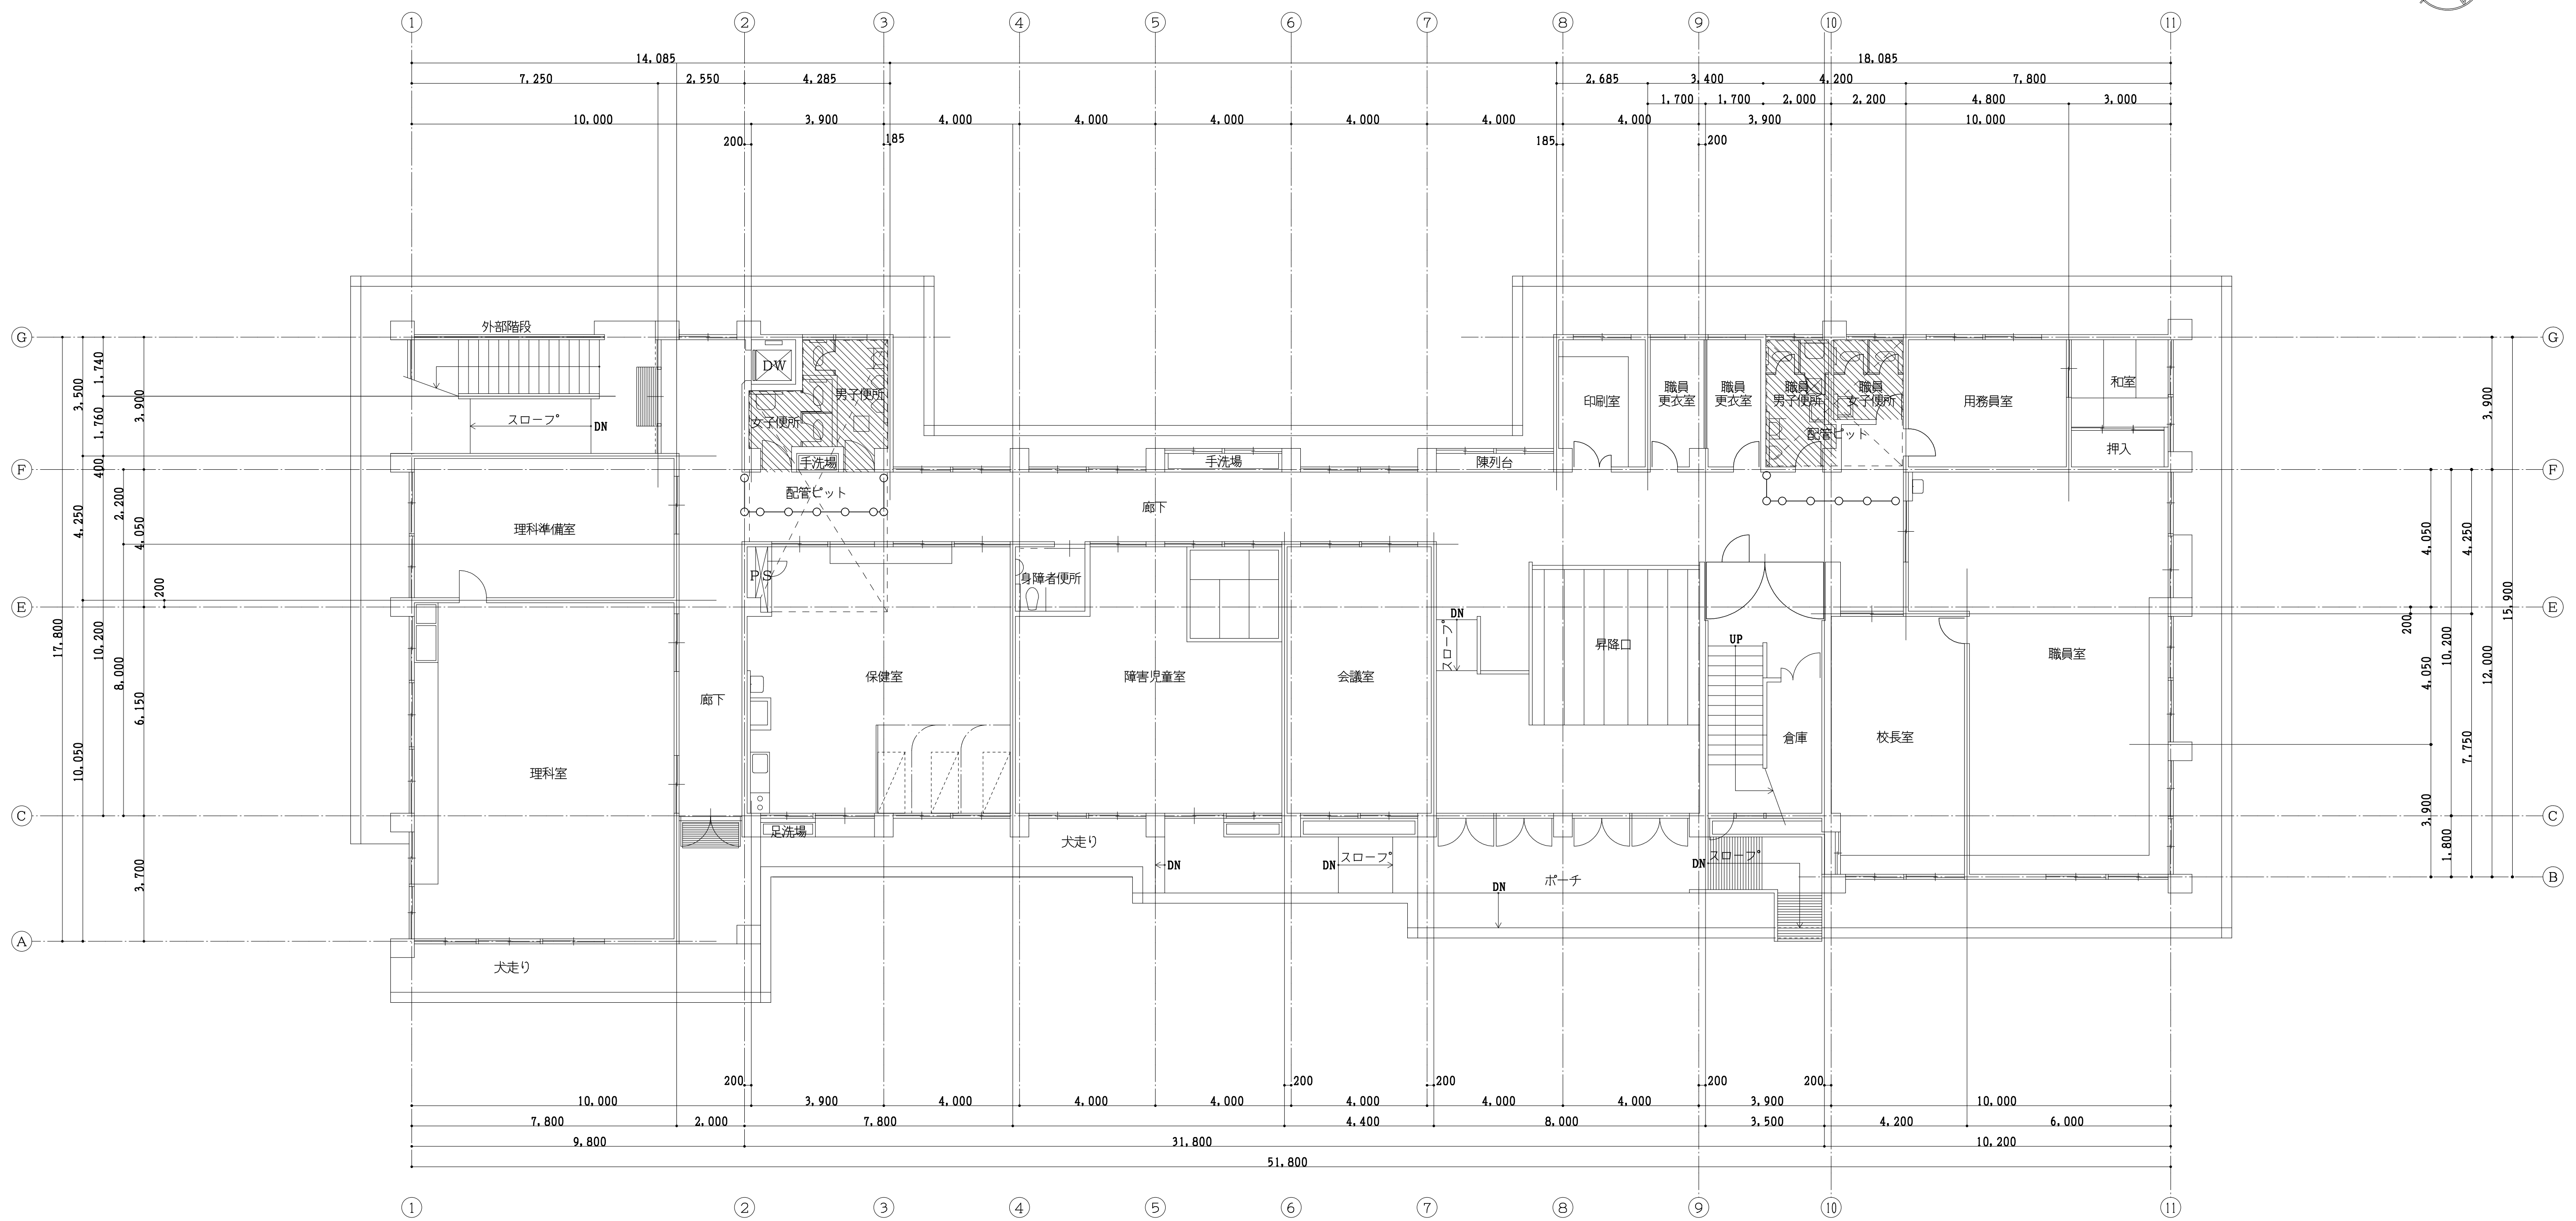 ① ② ③ ④ ⑤ ⑥ ⑦ ⑧ ⑨ ⑩ ⑪
14,085 18,085
7,250 2,550 4,285 2,685 3,400 4,200 7,800
1,700 1,700 2,000 2,200 4,800 3,000
10,000 3,900 4,000 4,000 4,000 4,000 4,000 4,000 3,900 10,000
200 185 185 200
外部階段
Ⓖ Ⓖ
DW
男子便所
女子便所
手洗場
スロープ DN
印刷室
職員
更衣室
職員
更衣室
職員
男子便所
職員
女子便所
配管ピット
用務員室
和室
押入
Ⓕ Ⓕ
手洗場
陳列台
配管ピット
廊下
理科準備室
PS
身障者便所
Ⓔ Ⓔ
DN
スロープ
昇降口
UP
職員室
保健室
障害児童室
会議室
廊下
倉庫
校長室
理科室
Ⓒ Ⓒ
足洗場
犬走り
DN
DN スロープ
DN スロープ
ポーチ
DN
Ⓑ
Ⓐ
犬走り
17,800
3,500 4,250 10,050
1,740 1,760 400 10,200
2,200 8,000
3,900 4,050 6,150 3,700
200
3,900 12,000
15,900
4,050 4,050 3,900
10,200 1,800
4,250 7,750
200
200 200 200 200 200
10,000 3,900 4,000 4,000 4,000 4,000 4,000 4,000 3,900 10,000
7,800 2,000 7,800 4,400 8,000 3,500 4,200 6,000
9,800 31,800 10,200
51,800
① ② ③ ④ ⑤ ⑥ ⑦ ⑧ ⑨ ⑩ ⑪